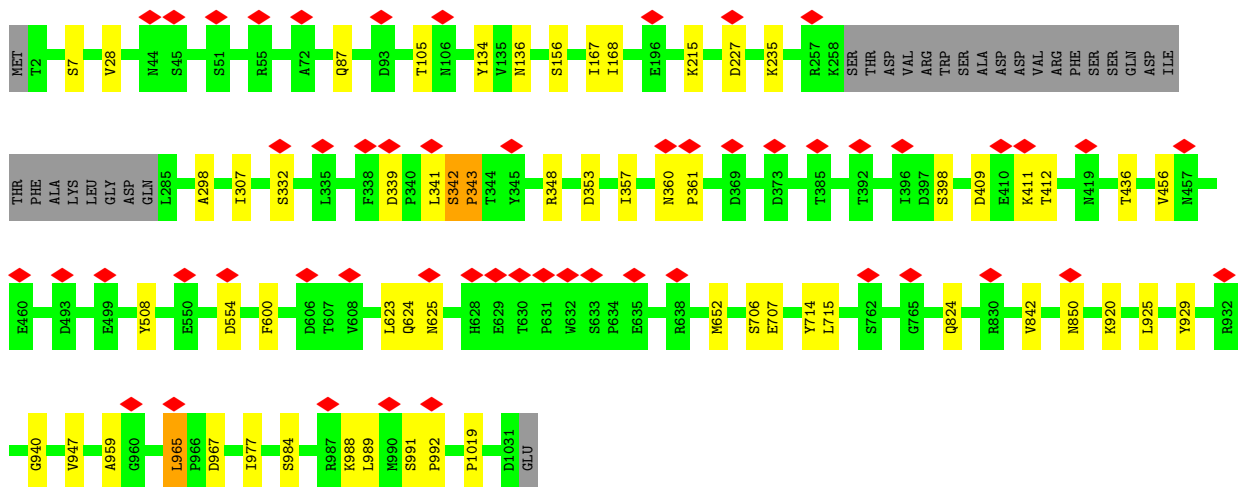 MET T2 S7 V28 N44 S45 S51 R55 A72 Q87 D93 T105 N106 Y134 V135 N136 S156 I167 I168 E196 K215 D227 K235 R257 K258 SER THR ASP VAL ARG TRP SER ALA ASP ASP VAL ARG PHE SER SER GLN ASP ILE
THR PHE ALA LYS LEU GLY ASP GLN L285 A298 I307 S332 L335 F338 D339 P340 L341 S342 P343 T344 Y345 R348 D353 I357 N360 P361 D369 D373 T385 T392 I396 D397 S398 D409 E410 K411 T412 N419 T436 V456 N457
E460 D493 E499 Y508 E550 D554 F600 D606 T607 V608 L623 Q624 N625 H628 E629 T630 P631 W632 S633 P634 E635 R638 M652 S706 E707 Y714 L715 S762 G765 Q824 R830 V842 N850 K920 L925 Y929 R932
G940 V947 A959 G960 L965 P966 D967 I977 S984 R987 K988 L989 M990 S991 P992 P1019 D1031 GLU